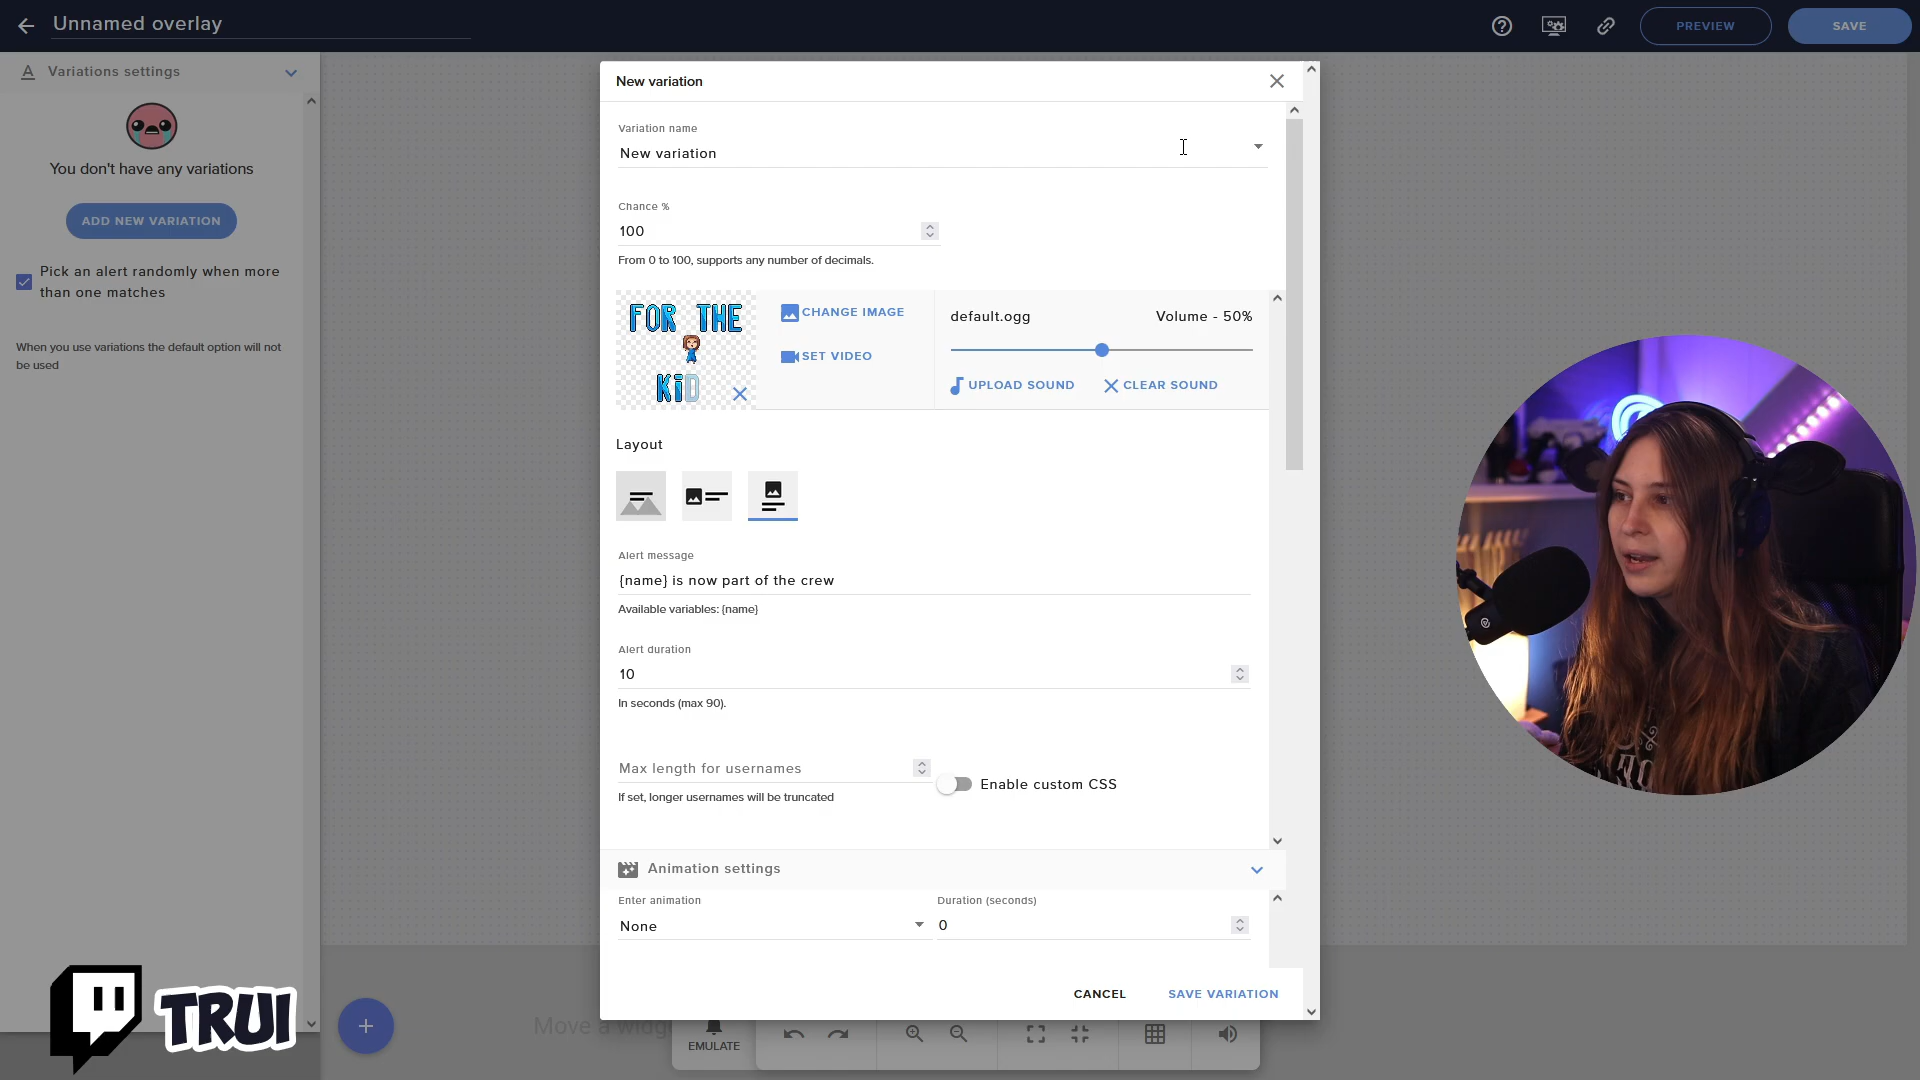 Unnamed overlay
PREVIEW
SAVE
Variations settings
You don't have any variations
ADD NEW VARIATION
Pick an alert randomly when more
than one matches
When you use variations the default option will not
be used
New variation
Variation name
New variation
Chance %
100
From 0 to 100, supports any number of decimals.
FOR THE
KiD
CHANGE IMAGE
SET VIDEO
default.ogg
Volume - 50%
UPLOAD SOUND
CLEAR SOUND
Layout
Alert message
{name} is now part of the crew
Available variables: {name}
Alert duration
10
In seconds (max 90).
Max length for usernames
If set, longer usernames will be truncated
Enable custom CSS
Animation settings
Enter animation
None
Duration (seconds)
0
CANCEL
SAVE VARIATION
Move a widg
EMULATE
TRUI